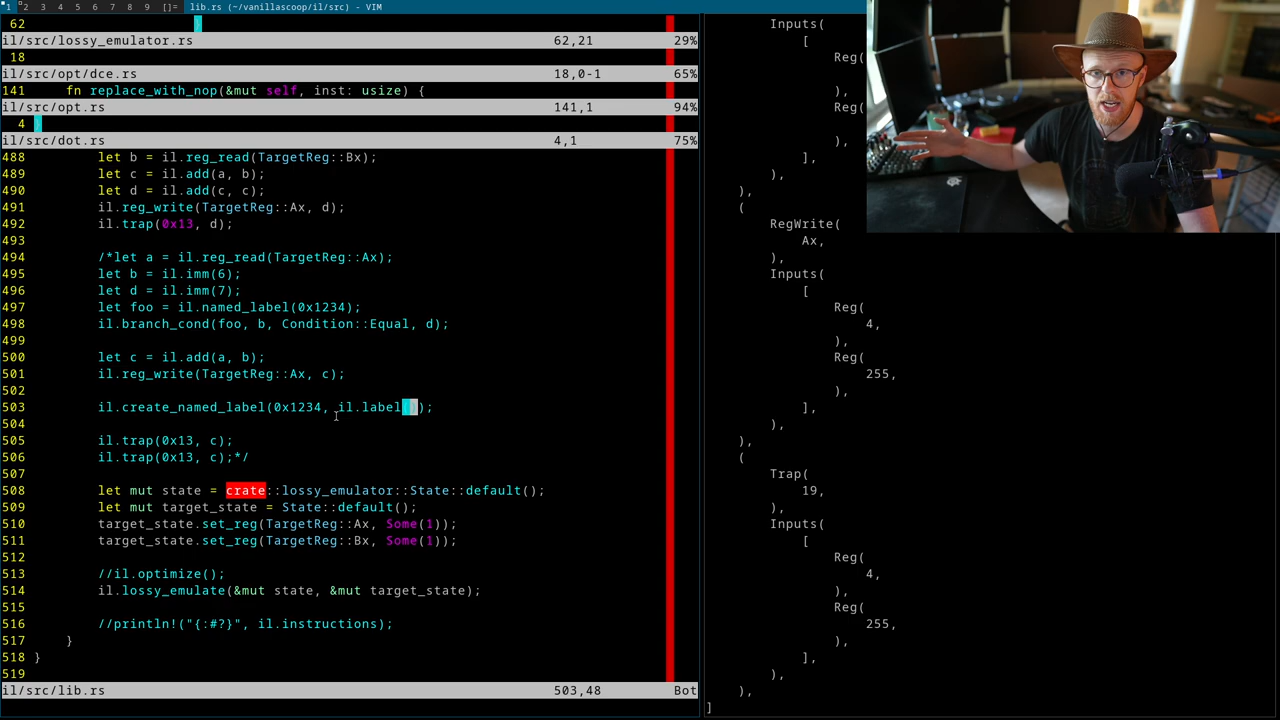 1 2 3 4 5 6 7 8 9 []= lib.rs (~/vanillascoop/il/src) - VIM
62 }
il/src/lossy_emulator.rs 62,21 29%
18
il/src/opt/dce.rs 18,0-1 65%
141 fn replace_with_nop(&mut self, inst: usize) {
il/src/opt.rs 141,1 94%
4 }
il/src/dot.rs 4,1 75%
488 let b = il.reg_read(TargetReg::Bx);
489 let c = il.add(a, b);
490 let d = il.add(c, c);
491 il.reg_write(TargetReg::Ax, d);
492 il.trap(0x13, d);
493
494 /*let a = il.reg_read(TargetReg::Ax);
495 let b = il.imm(6);
496 let d = il.imm(7);
497 let foo = il.named_label(0x1234);
498 il.branch_cond(foo, b, Condition::Equal, d);
499
500 let c = il.add(a, b);
501 il.reg_write(TargetReg::Ax, c);
502
503 il.create_named_label(0x1234, il.label());
504
505 il.trap(0x13, c);
506 il.trap(0x13, c);*/
507
508 let mut state = crate::lossy_emulator::State::default();
509 let mut target_state = State::default();
510 target_state.set_reg(TargetReg::Ax, Some(1));
511 target_state.set_reg(TargetReg::Bx, Some(1));
512
513 //il.optimize();
514 il.lossy_emulate(&mut state, &mut target_state);
515
516 //println!("{:#?}", il.instructions);
517 }
518 }
519
il/src/lib.rs 503,48 Bot
Inputs(
[
Reg(
),
Reg(
),
],
),
),
(
RegWrite(
Ax,
),
Inputs(
[
Reg(
4,
),
Reg(
255,
),
],
),
),
(
Trap(
19,
),
Inputs(
[
Reg(
4,
),
Reg(
255,
),
],
),
),
]